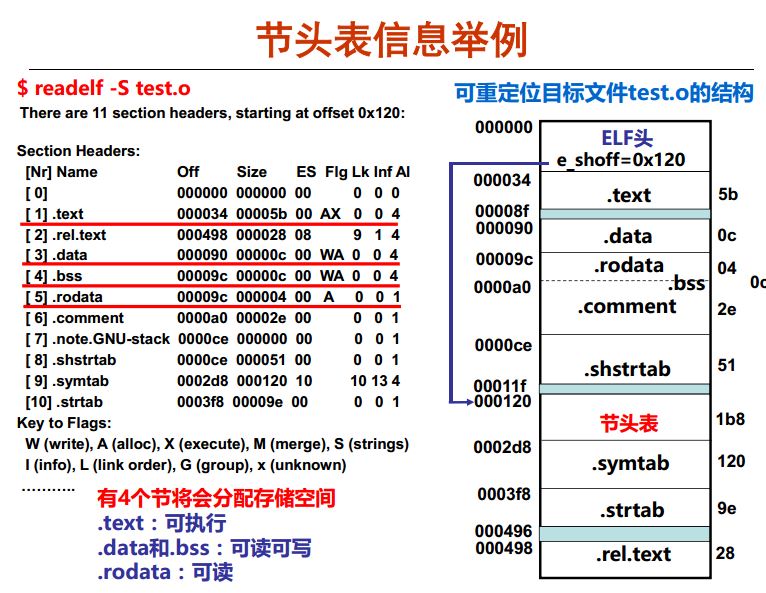 节头表信息举例
$ readelf -S test.o
There are 11 section headers, starting at offset 0x120:
Section Headers:
[Nr] Name Off Size ES Flg Lk Inf Al
[ 0] 000000 000000 00 0 0 0
[ 1] .text 000034 00005b 00 AX 0 0 4
[ 2] .rel.text 000498 000028 08 9 1 4
[ 3] .data 000090 00000c 00 WA 0 0 4
[ 4] .bss 00009c 00000c 00 WA 0 0 4
[ 5] .rodata 00009c 000004 00 A 0 0 1
[ 6] .comment 0000a0 00002e 00 0 0 1
[ 7] .note.GNU-stack 0000ce 000000 00 0 0 1
[ 8] .shstrtab 0000ce 000051 00 0 0 1
[ 9] .symtab 0002d8 000120 10 10 13 4
[10] .strtab 0003f8 00009e 00 0 0 1
Key to Flags:
W (write), A (alloc), X (execute), M (merge), S (strings)
I (info), L (link order), G (group), x (unknown)
………..
有4个节将会分配存储空间
.text：可执行
.data和.bss：可读可写
.rodata：可读
可重定位目标文件test.o的结构
000000
ELF头
e_shoff=0x120
000034
.text 5b
00008f
000090
.data 0c
00009c
.rodata 04
0000a0
.bss 0c
.comment 2e
0000ce
.shstrtab 51
00011f
000120
节头表 1b8
0002d8
.symtab 120
0003f8
.strtab 9e
000496
000498
.rel.text 28